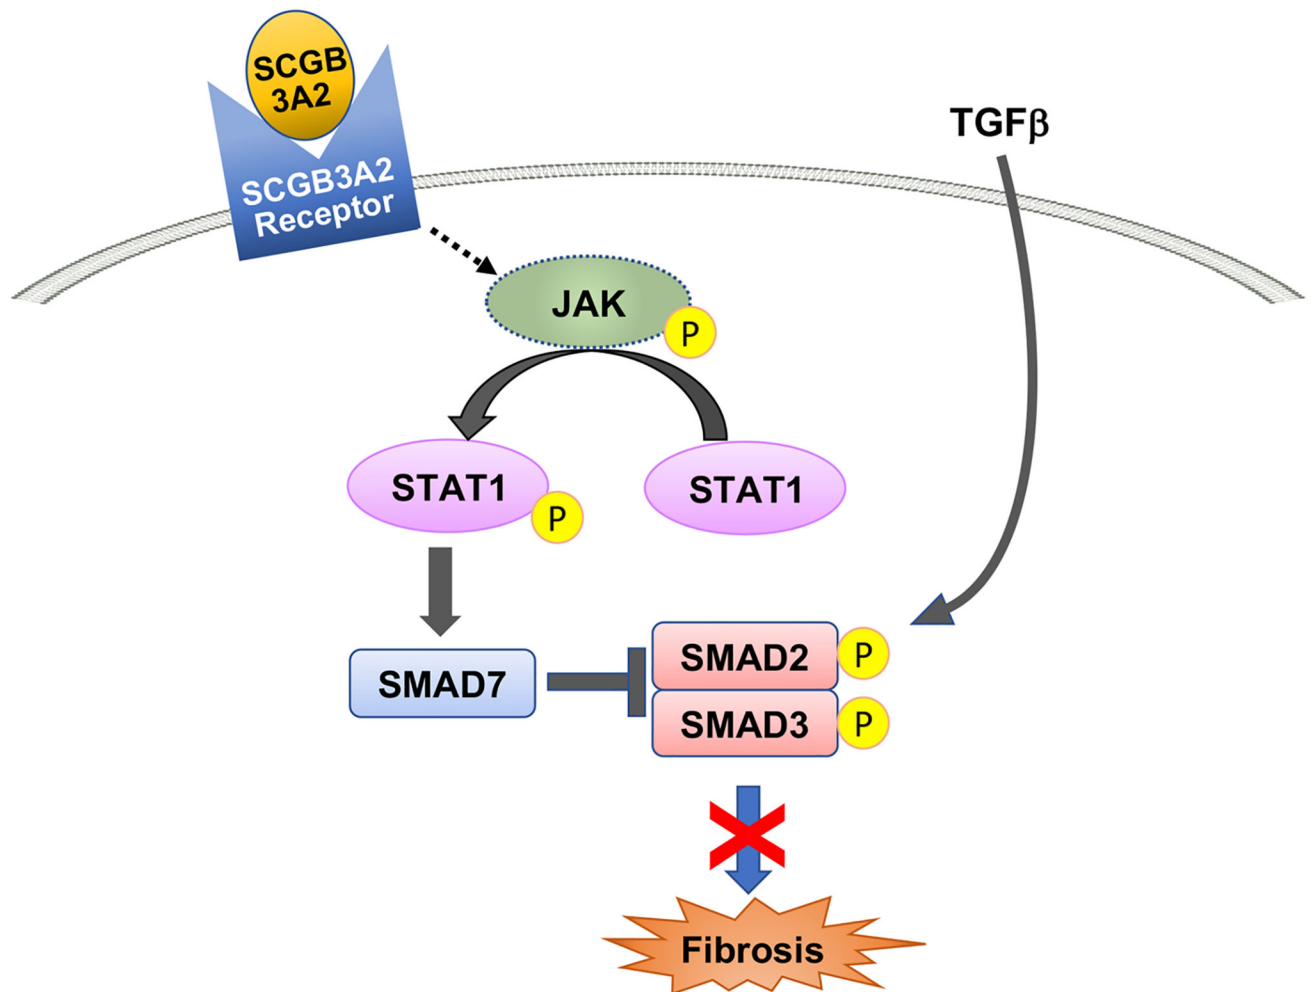 SCGB
3A2
SCGB3A2
Receptor
TGFβ
JAK
P
STAT1
P
STAT1
SMAD7
SMAD2
P
SMAD3
P
Fibrosis